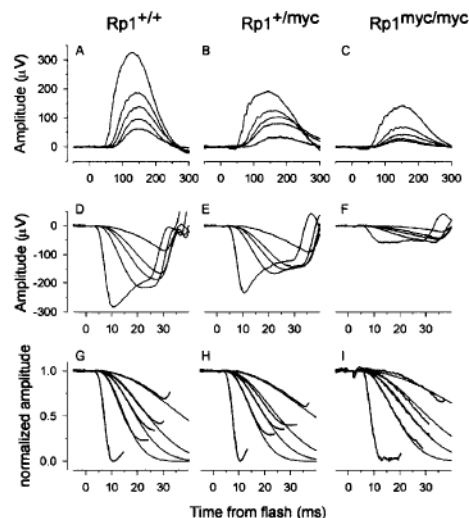 Rp1+/+ Rp1+/myc Rp1myc/myc
A B C
Amplitude (μV)
300
200
100
0
0 100 200 300 0 100 200 300 0 100 200 300
D E F
Amplitude (μV)
0
-100
-200
-300
0 10 20 30 0 10 20 30 0 10 20 30
G H I
normalized amplitude
1.0
0.5
0.0
0 10 20 30 0 10 20 30 0 10 20 30
Time from flash (ms)